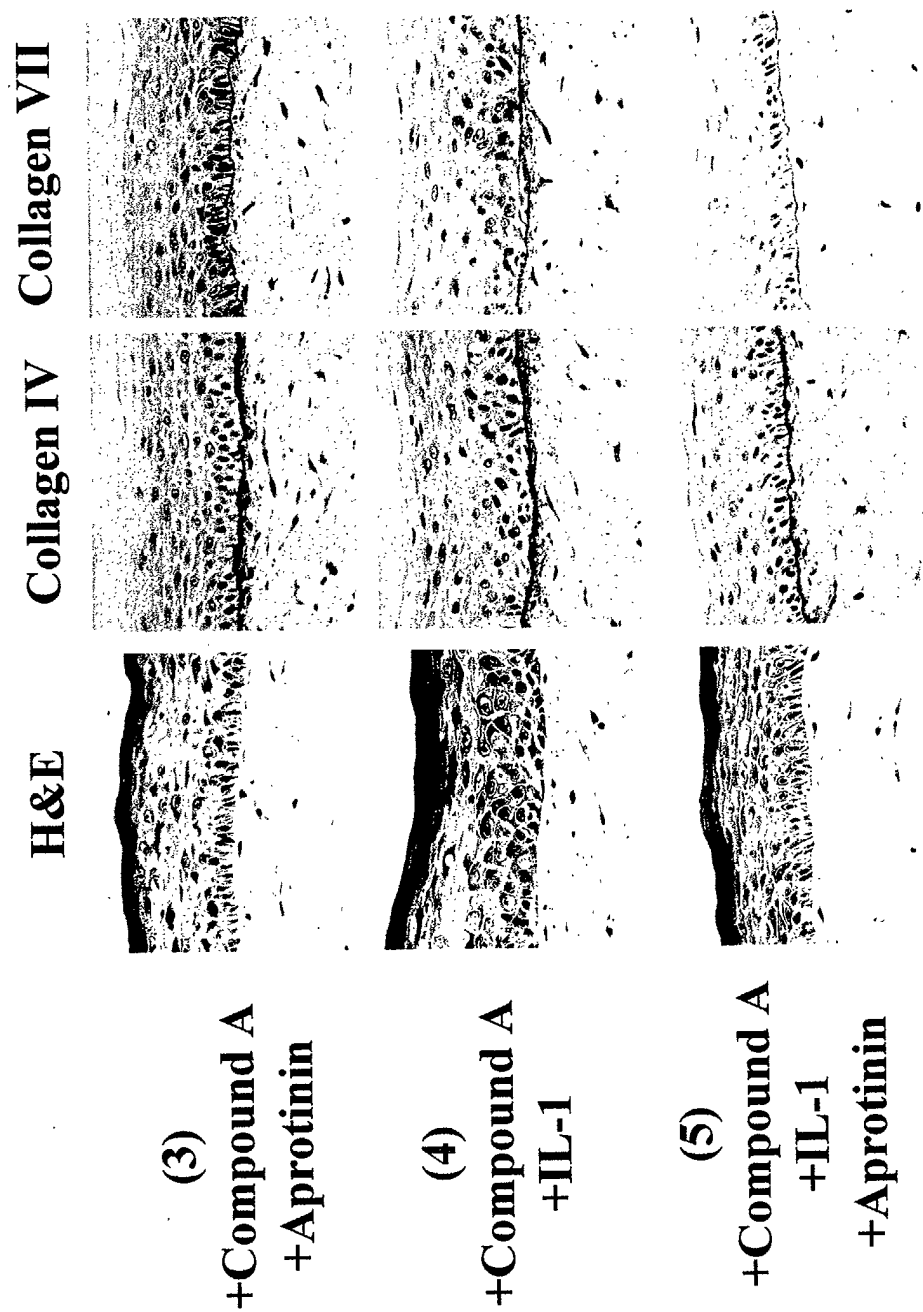 H&E Collagen IV Collagen VII
(3)
+Compound A
+Aprotinin
(4)
+Compound A
+IL-1
(5)
+Compound A
+IL-1
+Aprotinin